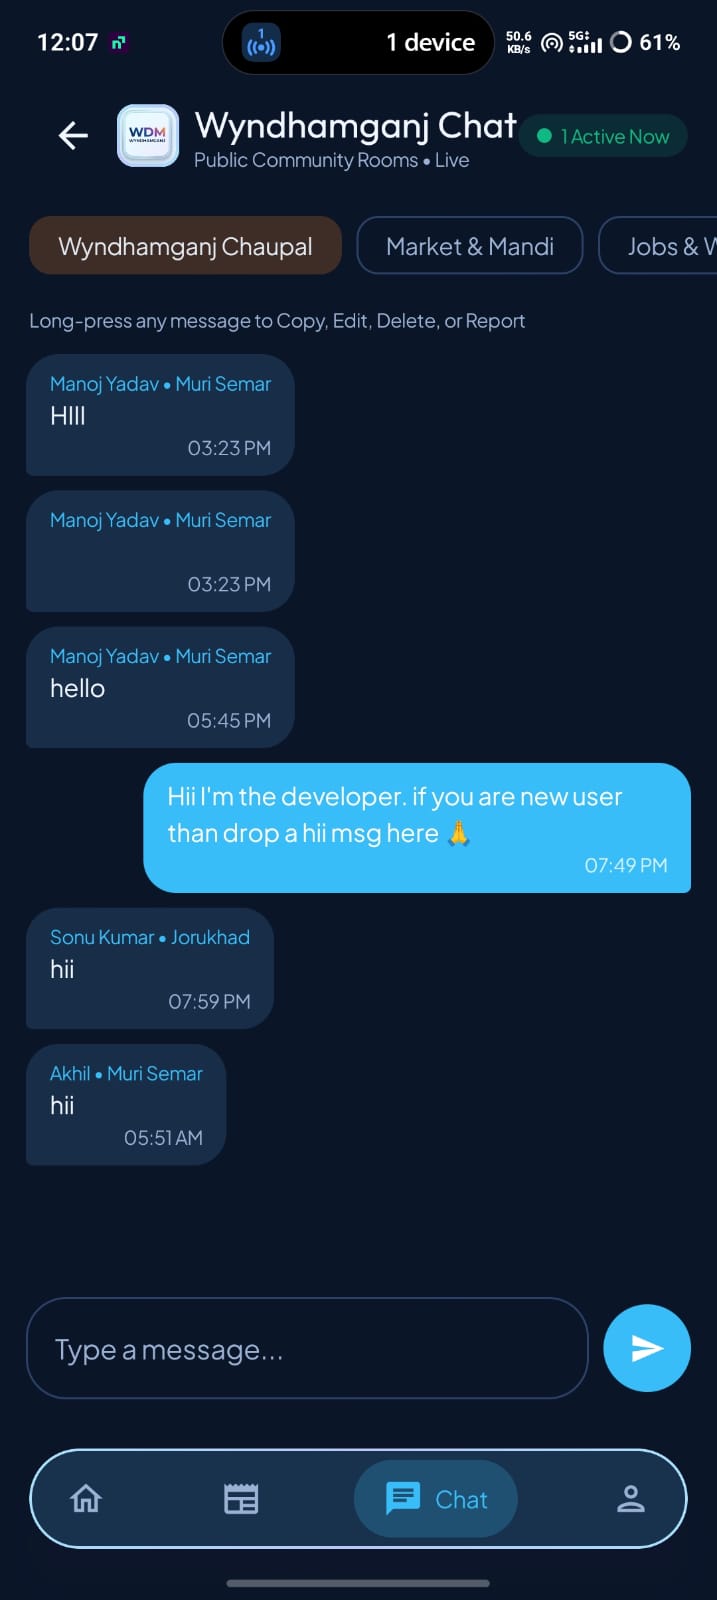 12:07
1
1 device
50.6
KB/s
5G
61%
WDM
WYNDHAMGANJ
Wyndhamganj Chat
Public Community Rooms • Live
1 Active Now
Wyndhamganj Chaupal
Market & Mandi
Jobs & W
Long-press any message to Copy, Edit, Delete, or Report
Manoj Yadav • Muri Semar
HIII
03:23 PM
Manoj Yadav • Muri Semar
03:23 PM
Manoj Yadav • Muri Semar
hello
05:45 PM
Hii I'm the developer. if you are new user
than drop a hii msg here 🙏
07:49 PM
Sonu Kumar • Jorukhad
hii
07:59 PM
Akhil • Muri Semar
hii
05:51 AM
Type a message...
Chat